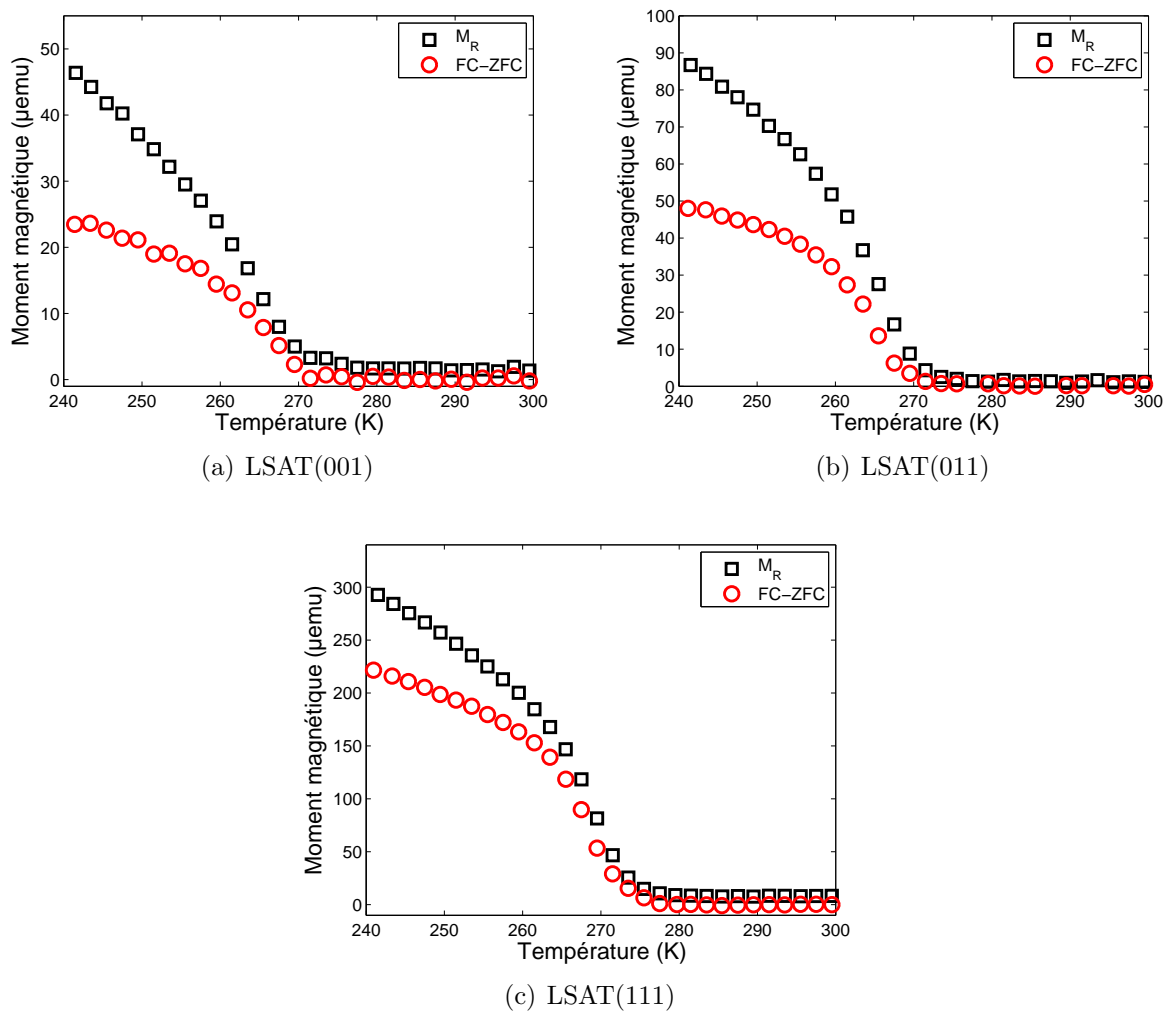 50
40
30
20
10
0
240 250 260 270 280 290 300
Moment magnétique (µemu)
Température (K)
M_R
FC−ZFC
(a) LSAT(001)
100
90
80
70
60
50
40
30
20
10
0
240 250 260 270 280 290 300
Moment magnétique (µemu)
Température (K)
M_R
FC−ZFC
(b) LSAT(011)
300
250
200
150
100
50
0
240 250 260 270 280 290 300
Moment magnétique (µemu)
Température (K)
M_R
FC−ZFC
(c) LSAT(111)